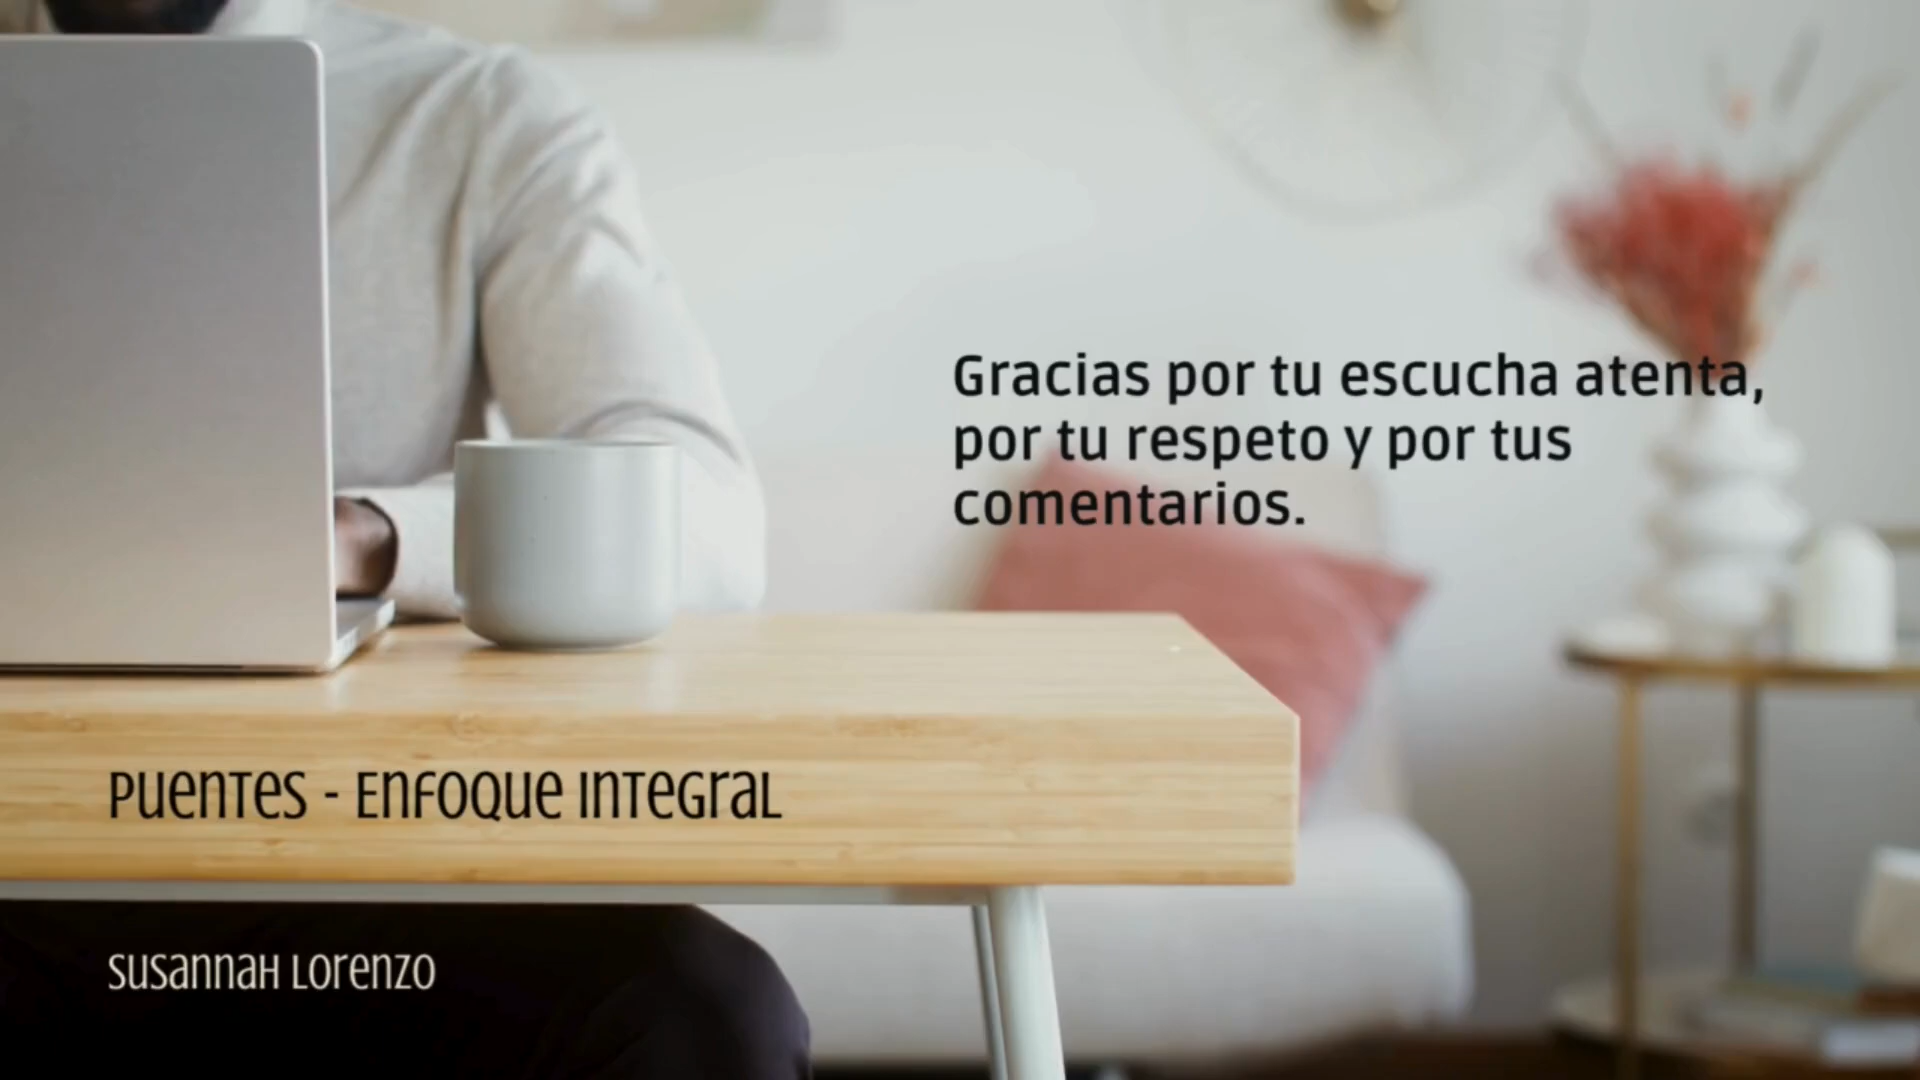 Gracias por tu escucha atenta,
por tu respeto y por tus
comentarios.
Puentes - Enfoque Integral
Susannah Lorenzo